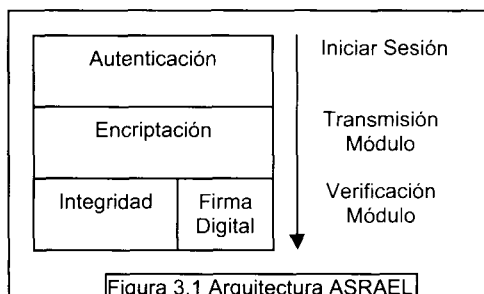 Autenticación
Iniciar Sesión
Encriptación
Transmisión
Módulo
Integridad
Firma
Digital
Verificación
Módulo
Figura 3.1 Arquitectura ASRAEL